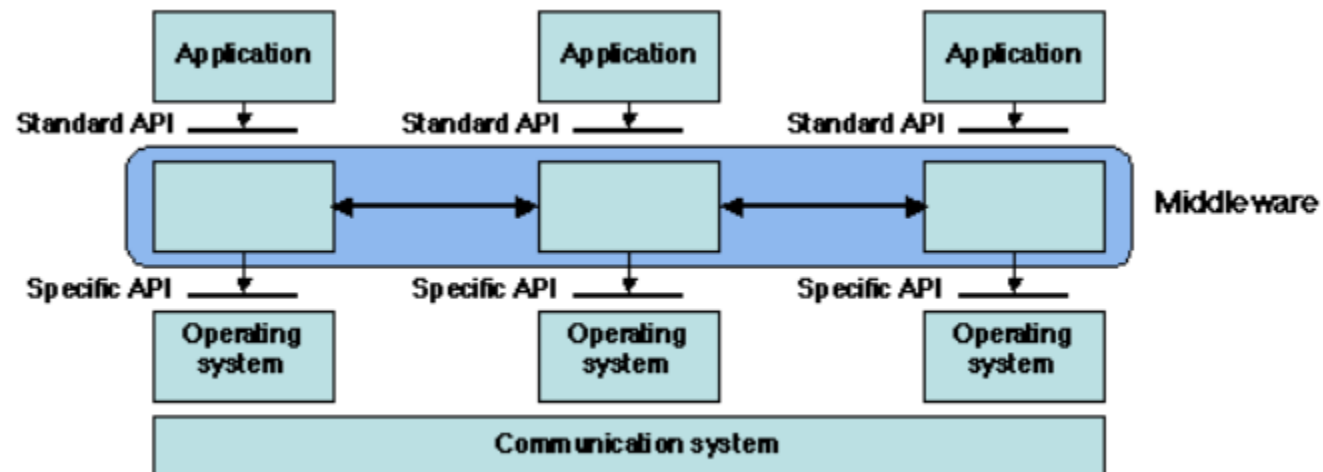 Application
Application
Application
Standard API
Standard API
Standard API
Middleware
Specific API
Specific API
Specific API
Operating
system
Operating
system
Operating
system
Communication system